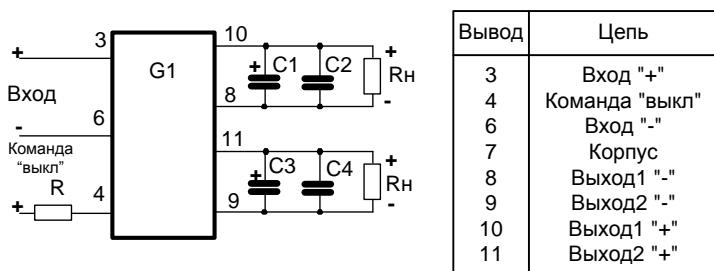 3
+
Вход
-
6
Команда
“выкл”
R
+
4
G1
10
+
C1
C2
+
Rн
8
-
11
+
C3
C4
+
Rн
9
-
Вывод Цепь
3 Вход "+"
4 Команда "выкл"
6 Вход "-"
7 Корпус
8 Выход1 "-"
9 Выход2 "-"
10 Выход1 "+"
11 Выход2 "+"